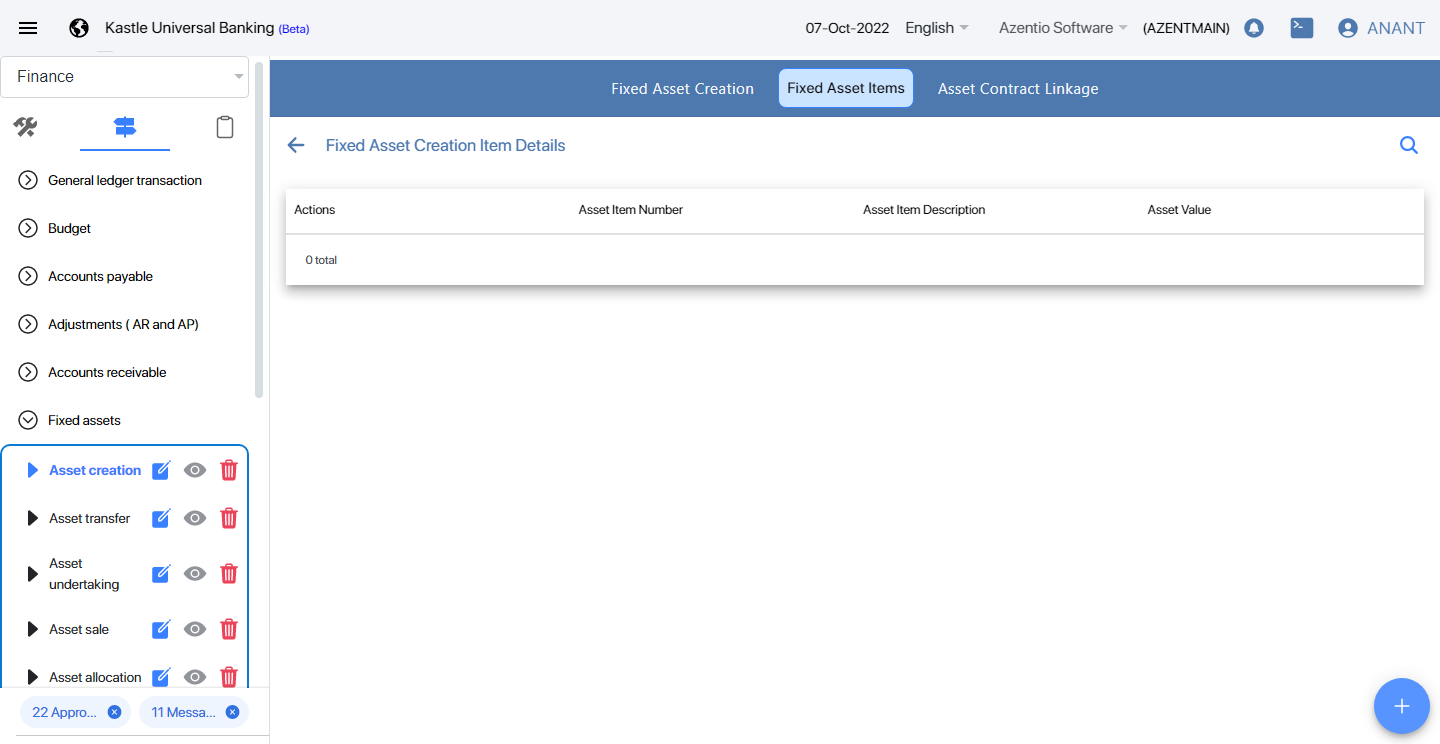 Kastle Universal Banking (Beta)
07-Oct-2022
English
Azentio Software
(AZENTMAIN)
ANANT
Finance
General ledger transaction
Budget
Accounts payable
Adjustments ( AR and AP)
Accounts receivable
Fixed assets
Asset creation
Asset transfer
Asset
undertaking
Asset sale
Asset allocation
22 Appro...
11 Messa...
Fixed Asset Creation
Fixed Asset Items
Asset Contract Linkage
Fixed Asset Creation Item Details
Actions
Asset Item Number
Asset Item Description
Asset Value
0 total